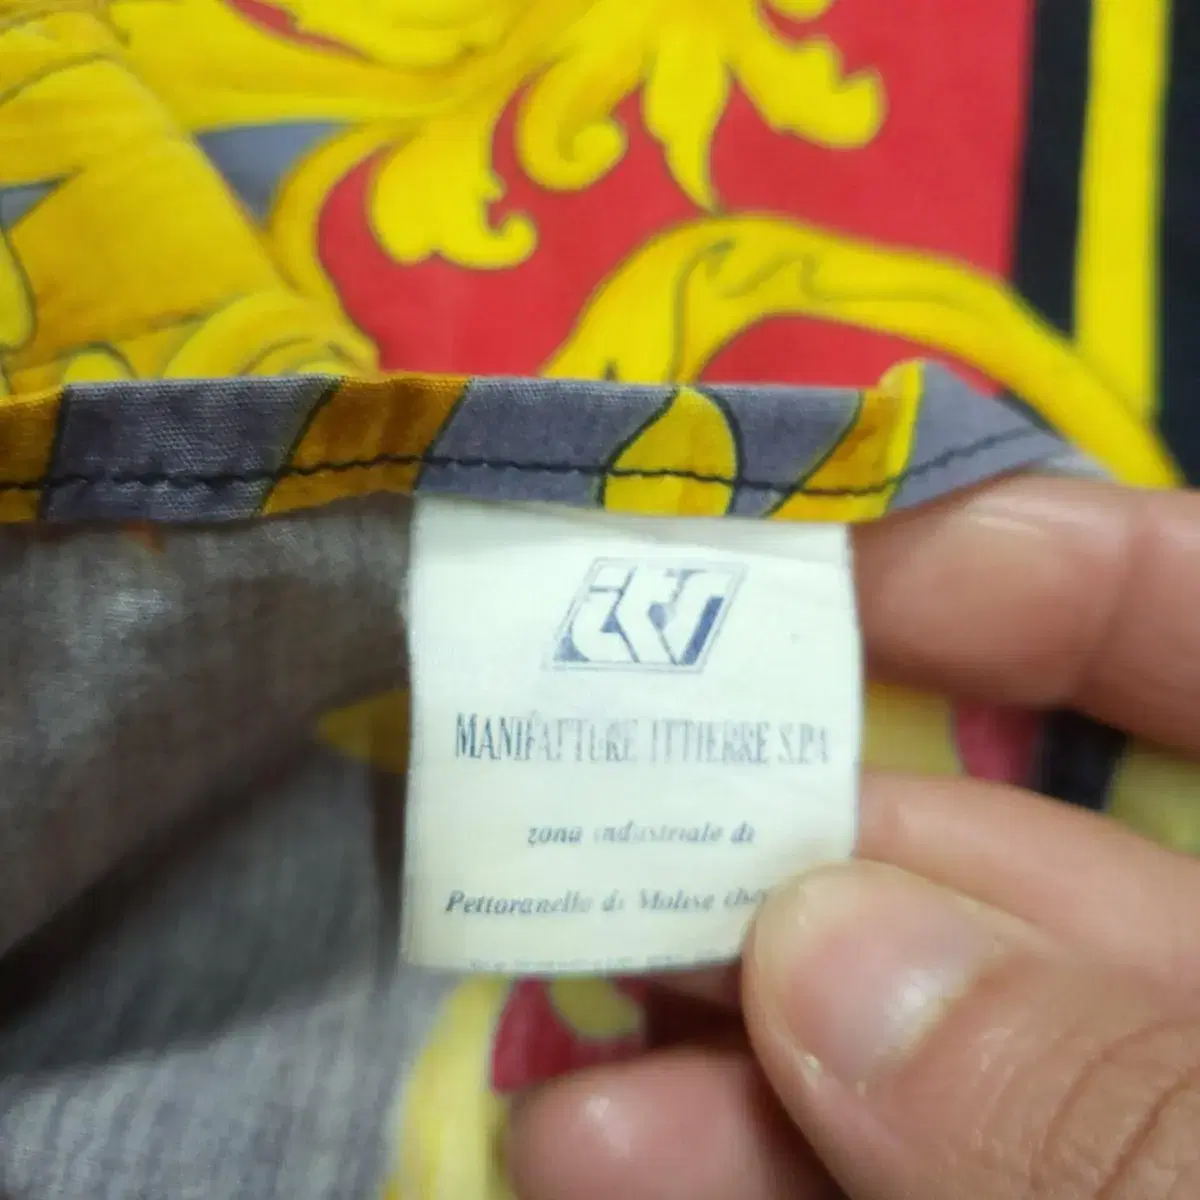 MANIFATTURE ITTIERRE S.P.A
zona industriale di
Pettoranello di Molise